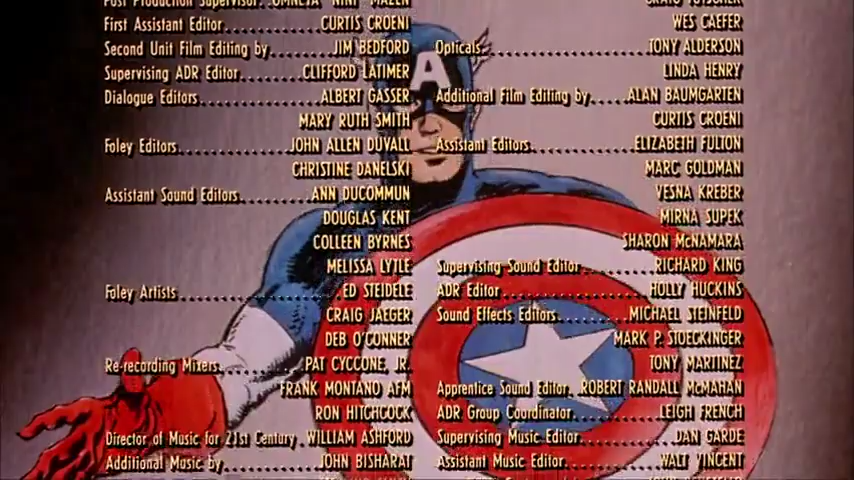 Post Production Supervisor. OMNEYA "NINI" MAZEN
First Assistant Editor CURTIS CROENI
Second Unit Film Editing by JIM BEDFORD
Supervising ADR Editor CLIFFORD LATIMER
Dialogue Editors ALBERT GASSER
MARY RUTH SMITH
Foley Editors JOHN ALLEN DUVALL
CHRISTINE DANELSKI
Assistant Sound Editors ANN DUCOMMUN
DOUGLAS KENT
COLLEEN BYRNES
MELISSA LYTLE
Foley Artists ED STEIDELE
CRAIG JAEGER
DEB O'CONNER
Re-recording Mixers PAT CYCCONE, JR.
FRANK MONTANO AFM
RON HITCHCOCK
Director of Music for 21st Century WILLIAM ASHFORD
Additional Music by JOHN BISHARAT
WES CAEFER
Opticals TONY ALDERSON
LINDA HENRY
Additional Film Editing by ALAN BAUMGARTEN
CURTIS CROENI
Assistant Editors ELIZABETH FULTON
MARC GOLDMAN
VESNA KREBER
MIRNA SUPEK
SHARON McNAMARA
Supervising Sound Editor RICHARD KING
ADR Editor HOLLY HUCKINS
Sound Effects Editors MICHAEL STEINFELD
MARK P. STOECKINGER
TONY MARTINEZ
Apprentice Sound Editor ROBERT RANDALL McMAHAN
ADR Group Coordinator LEIGH FRENCH
Supervising Music Editor DAN GARDE
Assistant Music Editor WALT VINCENT
A